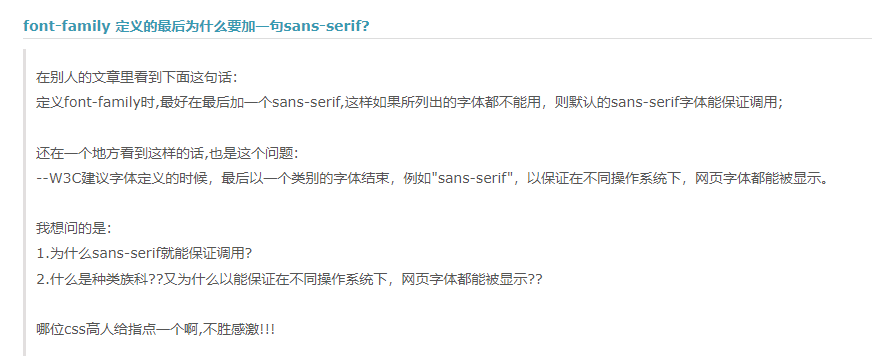 font-family 定义的最后为什么要加一句sans-serif?
在别人的文章里看到下面这句话：
定义font-family时,最好在最后加一个sans-serif,这样如果所列出的字体都不能用，则默认的sans-serif字体能保证调用;
还在一个地方看到这样的话,也是这个问题：
--W3C建议字体定义的时候，最后以一个类别的字体结束，例如"sans-serif"，以保证在不同操作系统下，网页字体都能被显示。
我想问的是：
1.为什么sans-serif就能保证调用?
2.什么是种类族科??又为什么以能保证在不同操作系统下，网页字体都能被显示??
哪位css高人给指点一个啊,不胜感激!!!